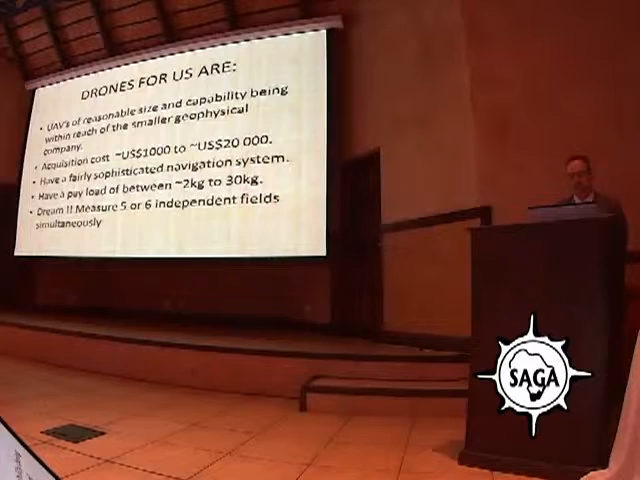 DRONES FOR US ARE:
• UAV's of reasonable size and capability being
within reach of the smaller geophysical
company.
• Acquisition cost ~US$1000 to ~US$20 000.
• Have a fairly sophisticated navigation system.
• Have a pay load of between ~2kg to 30kg.
• Dream !! Measure 5 or 6 independent fields
simultaneously
SAGA